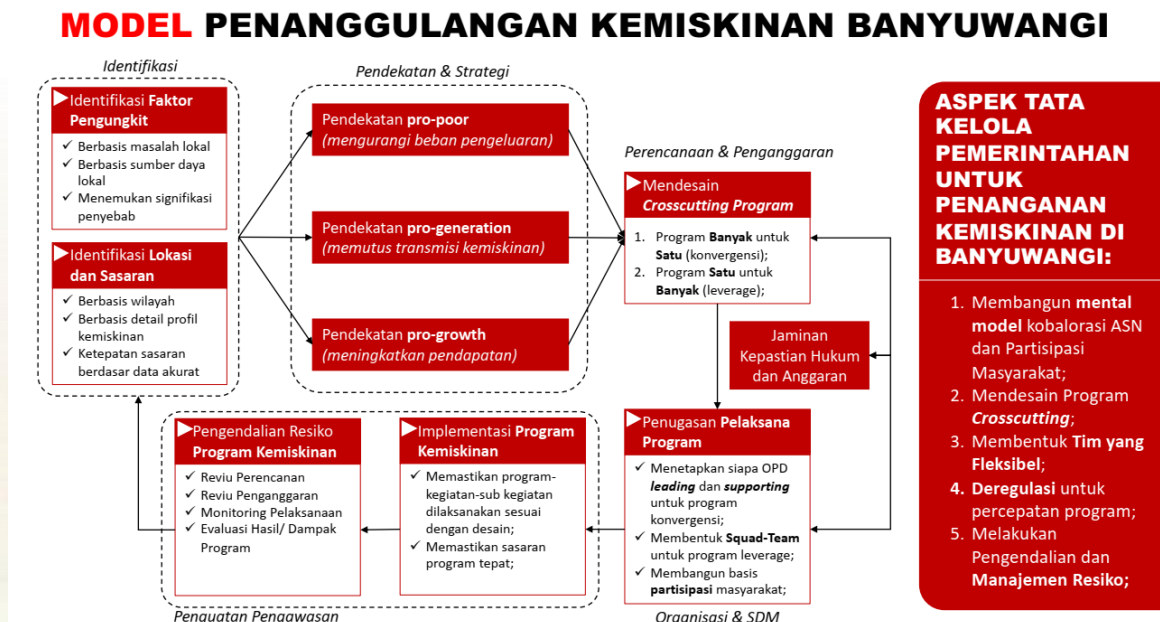 MODEL PENANGGULANGAN KEMISKINAN BANYUWANGI
Identifikasi
Identifikasi Faktor
Pengungkit
✓ Berbasis masalah lokal
✓ Berbasis sumber daya
lokal
✓ Menemukan signifikasi
penyebab
Identifikasi Lokasi
dan Sasaran
✓ Berbasis wilayah
✓ Berbasis detail profil
kemiskinan
✓ Ketepatan sasaran
berdasar data akurat
Pendekatan & Strategi
Pendekatan pro-poor
(mengurangi beban pengeluaran)
Pendekatan pro-generation
(memutus transmisi kemiskinan)
Pendekatan pro-growth
(meningkatkan pendapatan)
Perencanaan & Penganggaran
Mendesain
Crosscutting Program
1. Program Banyak untuk
Satu (konvergensi);
2. Program Satu untuk
Banyak (leverage);
Jaminan
Kepastian Hukum
dan Anggaran
Penugasan Pelaksana
Program
✓ Menetapkan siapa OPD
leading dan supporting
untuk program
konvergensi;
✓ Membentuk Squad-Team
untuk program leverage;
✓ Membangun basis
partisipasi masyarakat;
Organisasi & SDM
Implementasi Program
Kemiskinan
✓ Memastikan program-
kegiatan-sub kegiatan
dilaksanakan sesuai
dengan desain;
✓ Memastikan sasaran
program tepat;
Pengendalian Resiko
Program Kemiskinan
✓ Reviu Perencanan
✓ Reviu Penganggaran
✓ Monitoring Pelaksanaan
✓ Evaluasi Hasil/ Dampak
Program
Penguatan Pengawasan
ASPEK TATA
KELOLA
PEMERINTAHAN
UNTUK
PENANGANAN
KEMISKINAN DI
BANYUWANGI:
1. Membangun mental
model kobalorasi ASN
dan Partisipasi
Masyarakat;
2. Mendesain Program
Crosscutting;
3. Membentuk Tim yang
Fleksibel;
4. Deregulasi untuk
percepatan program;
5. Melakukan
Pengendalian dan
Manajemen Resiko;